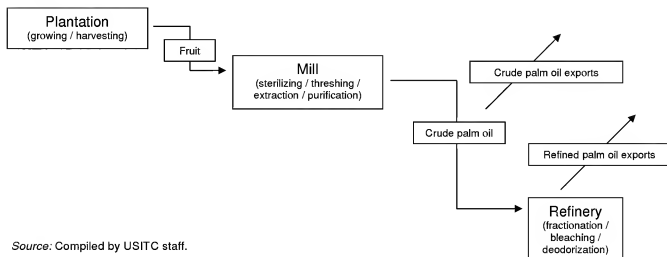 Plantation
(growing / harvesting)
Fruit
Mill
(sterilizing / threshing /
extraction / purification)
Crude palm oil exports
Crude palm oil
Refined palm oil exports
Refinery
(fractionation /
bleaching /
deodorization)
Source: Compiled by USITC staff.